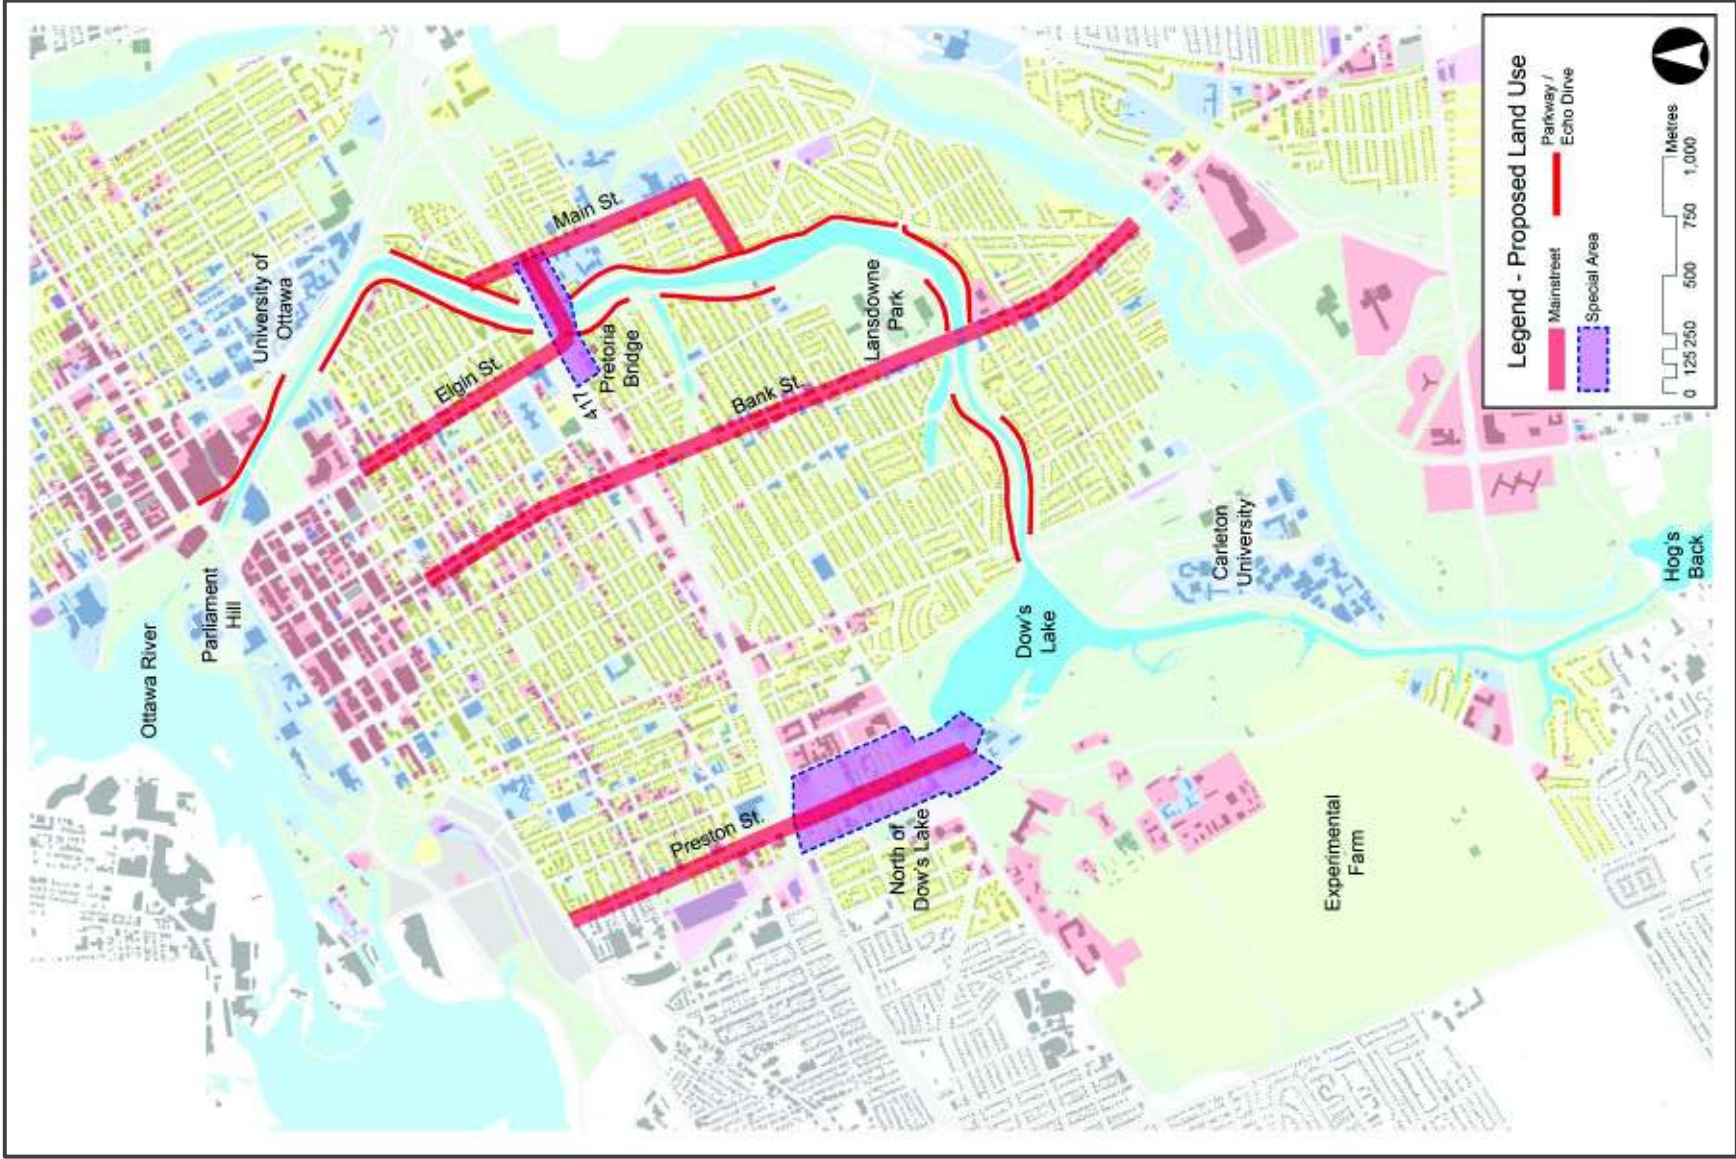 Ottawa River
Parliament
Hill
University of
Ottawa
Main St.
Elgin St.
Pretoria
Bridge
417
Bank St.
Lansdowne
Park
Preston St.
North of
Dow's Lake
Dow's
Lake
Carleton
University
Hog's
Back
Experimental
Farm
Legend - Proposed Land Use
Mainstreet
Special Area
Parkway /
Echo Dirve
0 125 250 500 750 1,000
Metres